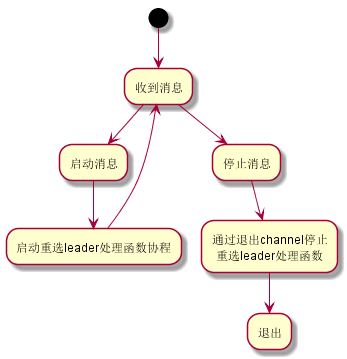 收到消息
启动消息
停止消息
启动重选leader处理函数协程
通过退出channel停止
重选leader处理函数
退出